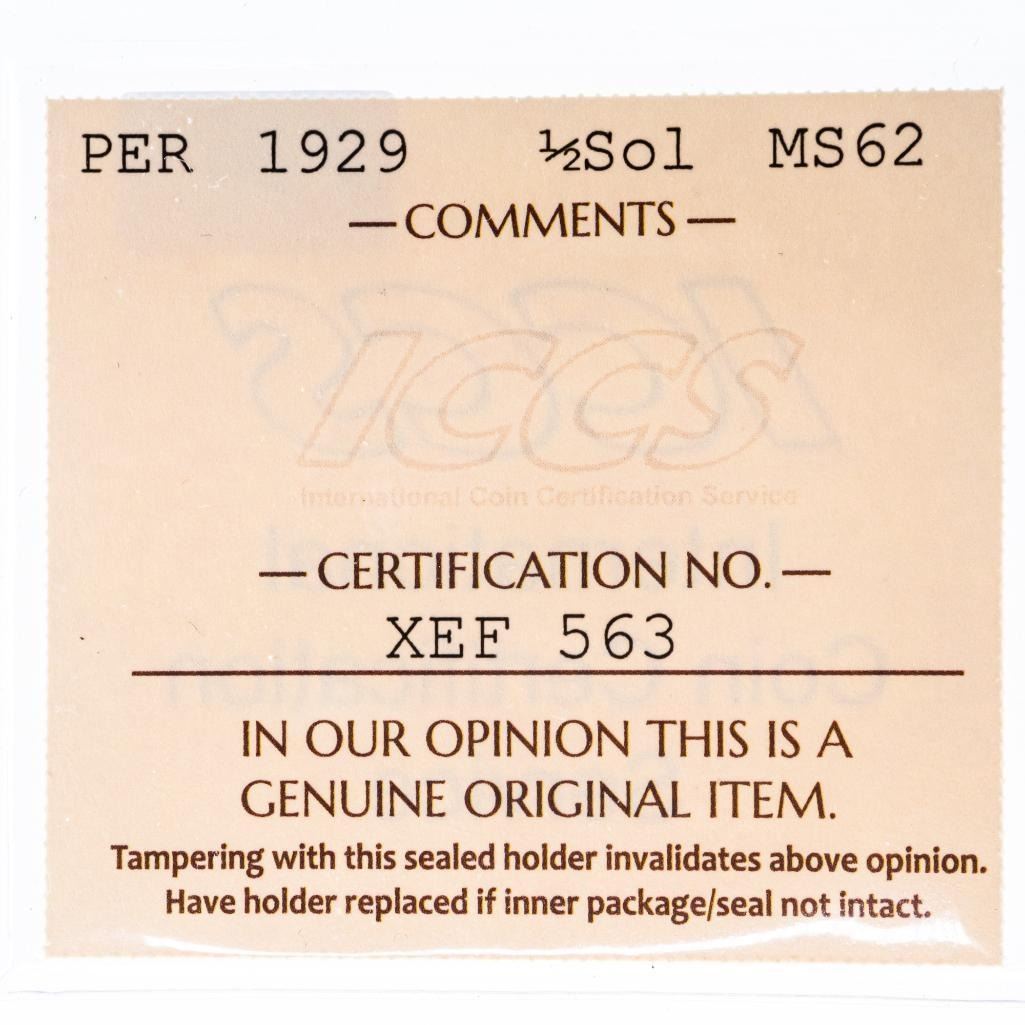 PER 1929 ½Sol MS62
—COMMENTS—
ICCS
International Coin Certification Service
—CERTIFICATION NO.—
XEF 563
IN OUR OPINION THIS IS A
GENUINE ORIGINAL ITEM.
Tampering with this sealed holder invalidates above opinion.
Have holder replaced if inner package/seal not intact.